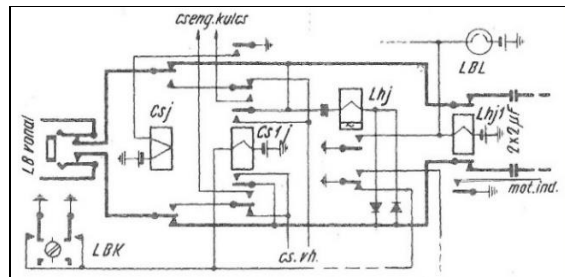 cseng.kulcs
LBL
Lhj
Csj
Cs1j
Lhj1
2x2µF
LB vonal
mot.ind.
LBK
cs.vh.